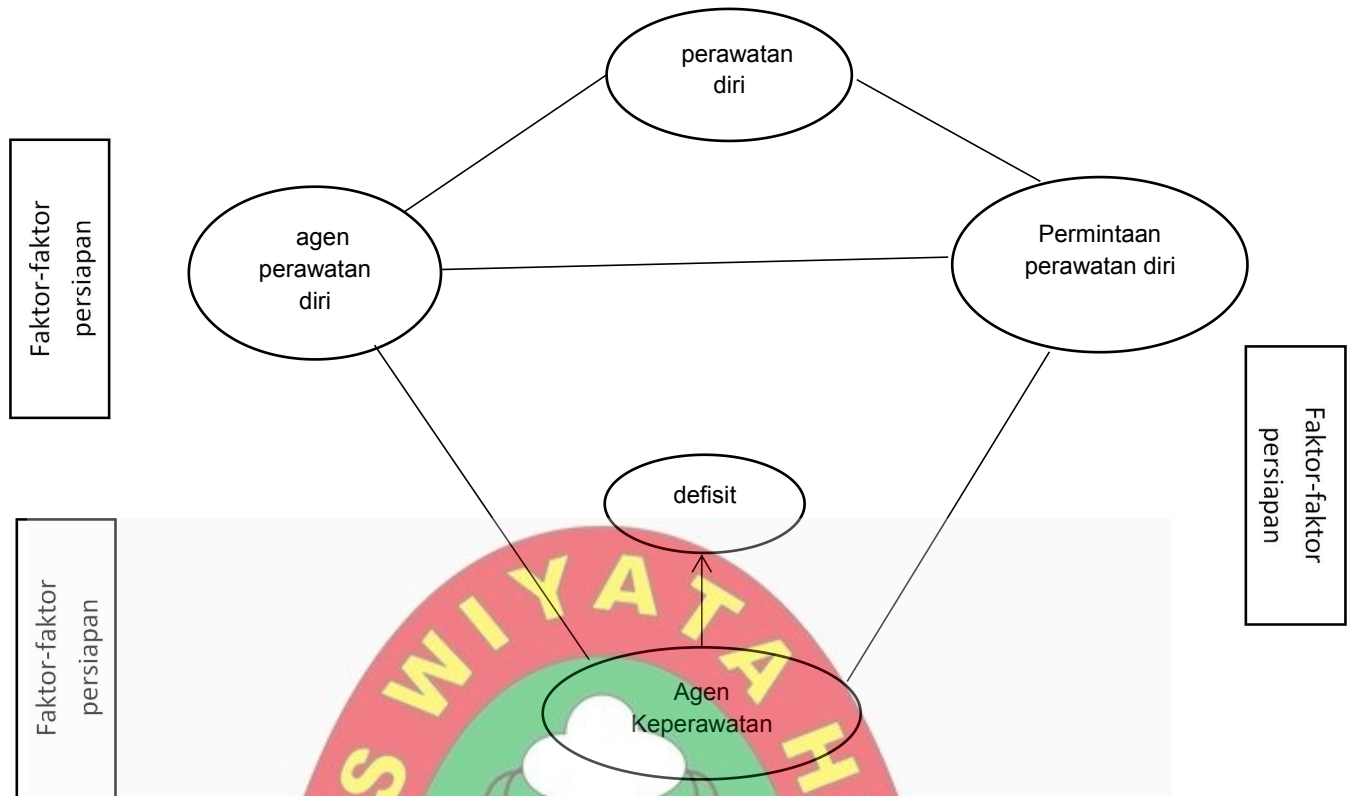 perawatan
diri
Faktor-faktor
persiapan
agen
perawatan
diri
Permintaan
perawatan diri
Faktor-faktor
persiapan
defisit
Faktor-faktor
persiapan
Agen
Keperawatan
S WIYATA H